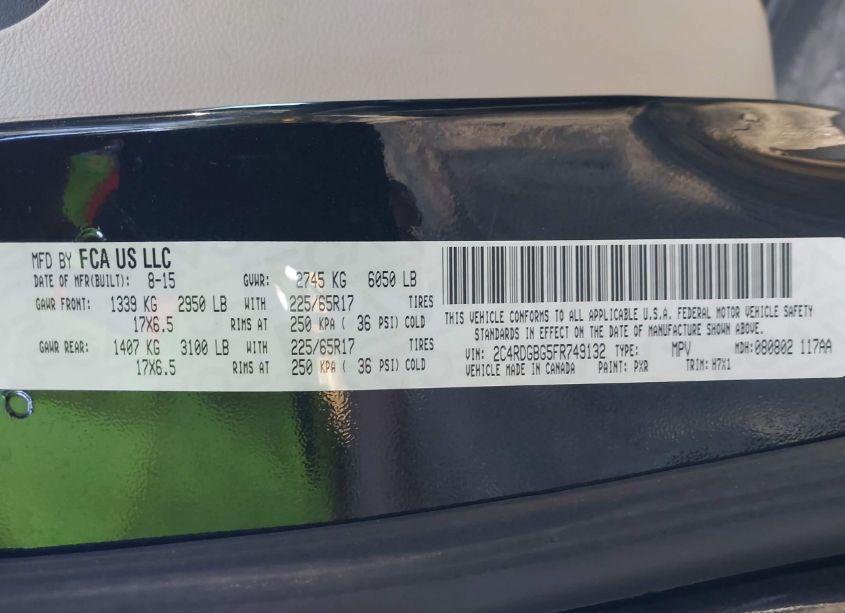 MFD BY FCA US LLC
DATE OF MFR(BUILT): 8-15 GVWR: 2745 KG 6050 LB
GAWR FRONT: 1339 KG 2950 LB WITH 225/65R17 TIRES
17X6.5 RIMS AT 250 KPA ( 36 PSI) COLD
GAWR REAR: 1407 KG 3100 LB WITH 225/65R17 TIRES
17X6.5 RIMS AT 250 KPA ( 36 PSI) COLD
THIS VEHICLE CONFORMS TO ALL APPLICABLE U.S.A. FEDERAL MOTOR VEHICLE SAFETY
STANDARDS IN EFFECT ON THE DATE OF MANUFACTURE SHOWN ABOVE.
VIN: 2C4RDGBG5FR749132 TYPE: MPV MDH: 080802 117AA
VEHICLE MADE IN CANADA PAINT: PXR TRIM: H7X1